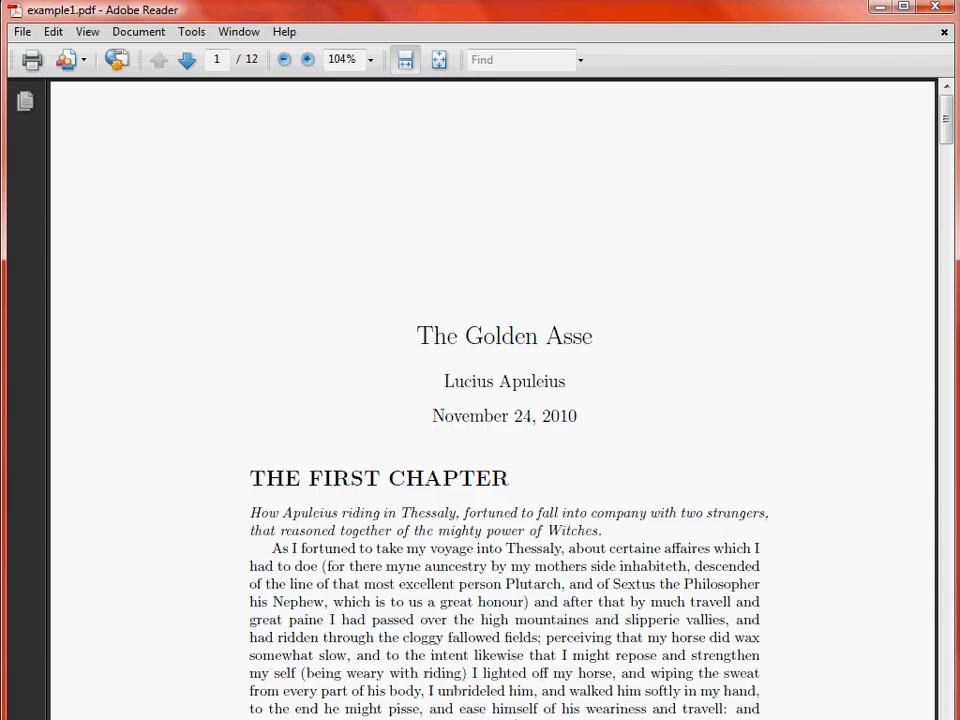 example1.pdf - Adobe Reader
File Edit View Document Tools Window Help
1 / 12 104% Find
The Golden Asse
Lucius Apuleius
November 24, 2010
THE FIRST CHAPTER
How Apuleius riding in Thessaly, fortuned to fall into company with two strangers,
that reasoned together of the mighty power of Witches.
As I fortuned to take my voyage into Thessaly, about certaine affaires which I
had to doe (for there myne auncestry by my mothers side inhabiteth, descended
of the line of that most excellent person Plutarch, and of Sextus the Philosopher
his Nephew, which is to us a great honour) and after that by much travell and
great paine I had passed over the high mountaines and slipperie vallies, and
had ridden through the cloggy fallowed fields; perceiving that my horse did wax
somewhat slow, and to the intent likewise that I might repose and strengthen
my self (being weary with riding) I lighted off my horse, and wiping the sweat
from every part of his body, I unbrideled him, and walked him softly in my hand,
to the end he might pisse, and ease himself of his weariness and travell: and